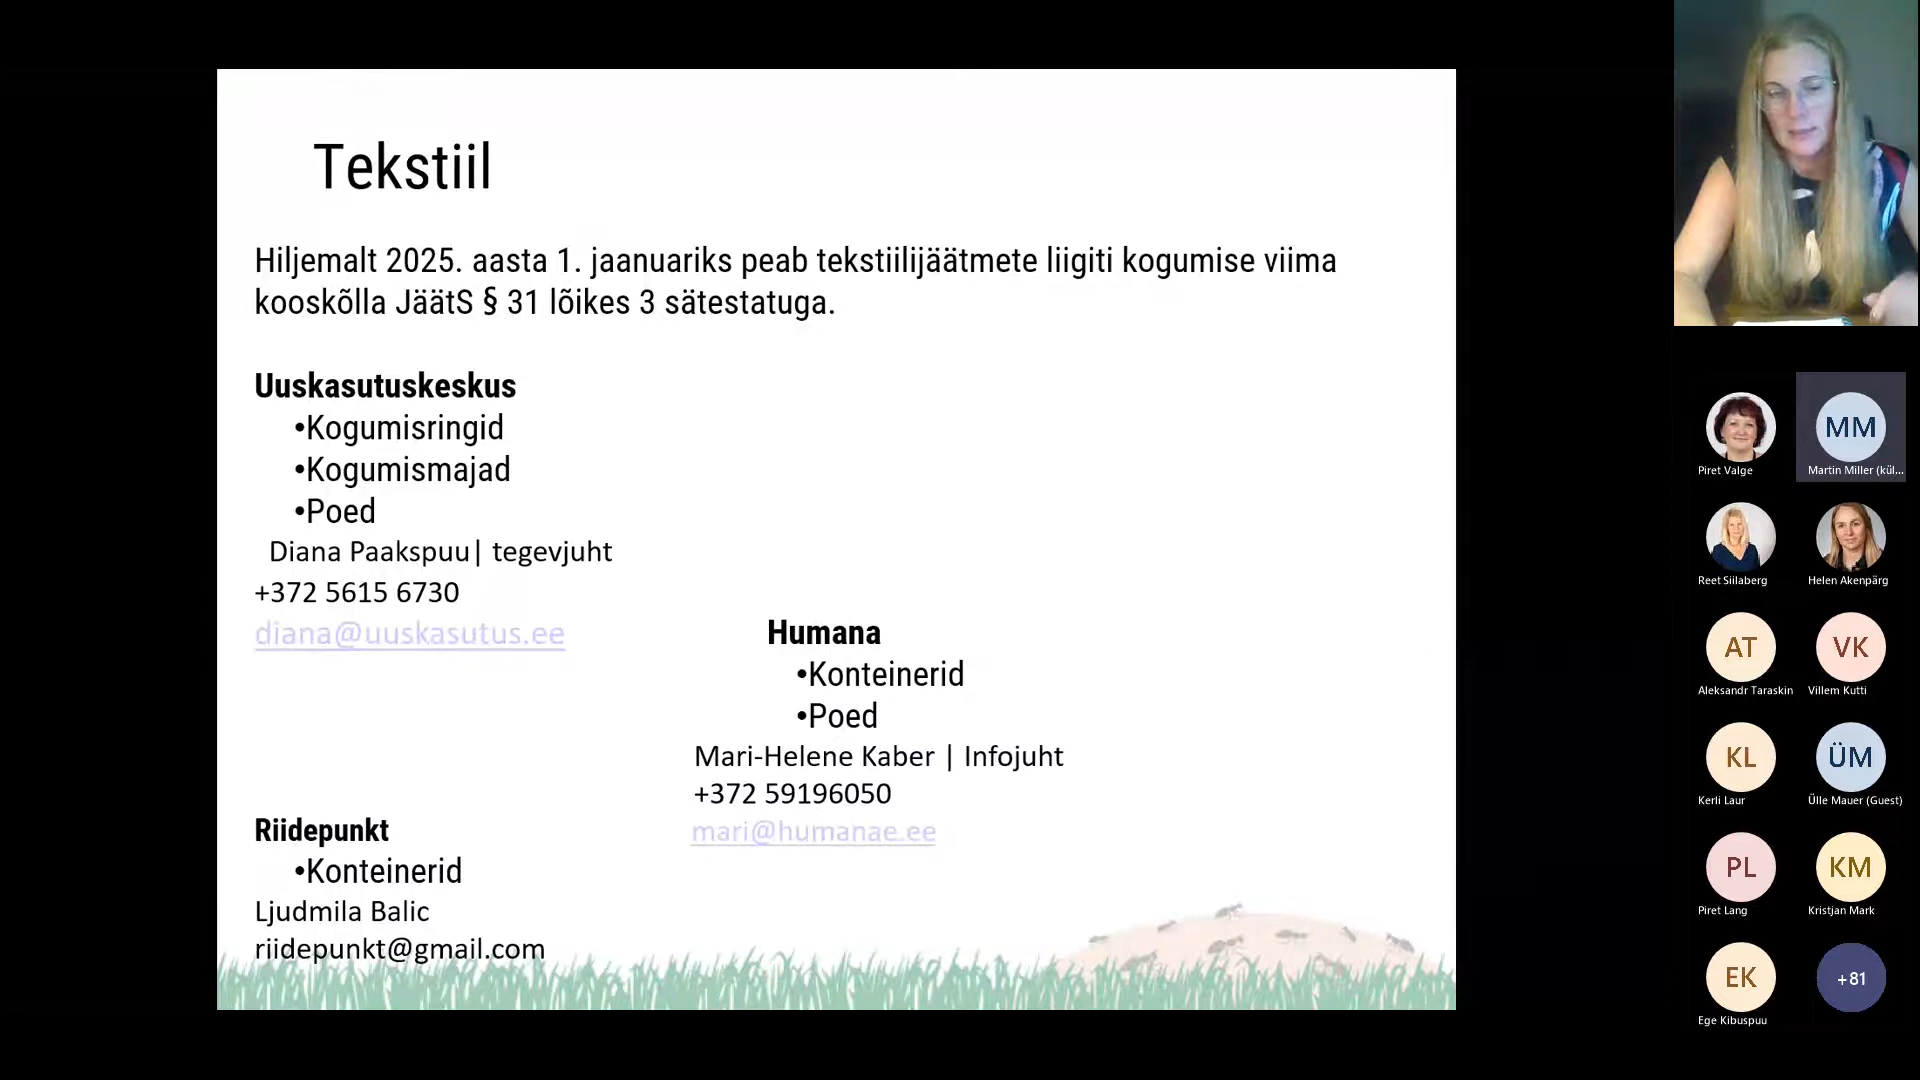 Tekstiil
Hiljemalt 2025. aasta 1. jaanuariks peab tekstiilijäätmete liigiti kogumise viima
kooskõlla JäätS § 31 lõikes 3 sätestatuga.
Uuskasutuskeskus
•Kogumisringid
•Kogumismajad
•Poed
Diana Paakspuu| tegevjuht
+372 5615 6730
diana@uuskasutus.ee
Humana
•Konteinerid
•Poed
Mari-Helene Kaber | Infojuht
+372 59196050
mari@humanae.ee
Riidepunkt
•Konteinerid
Ljudmila Balic
riidepunkt@gmail.com
Piret Valge
MM
Martin Miller (kül...
Reet Siilaberg
Helen Akenpärg
AT
Aleksandr Taraskin
VK
Villem Kutti
KL
Kerli Laur
ÜM
Ülle Mauer (Guest)
PL
Piret Lang
KM
Kristjan Mark
EK
Ege Kibuspuu
+81